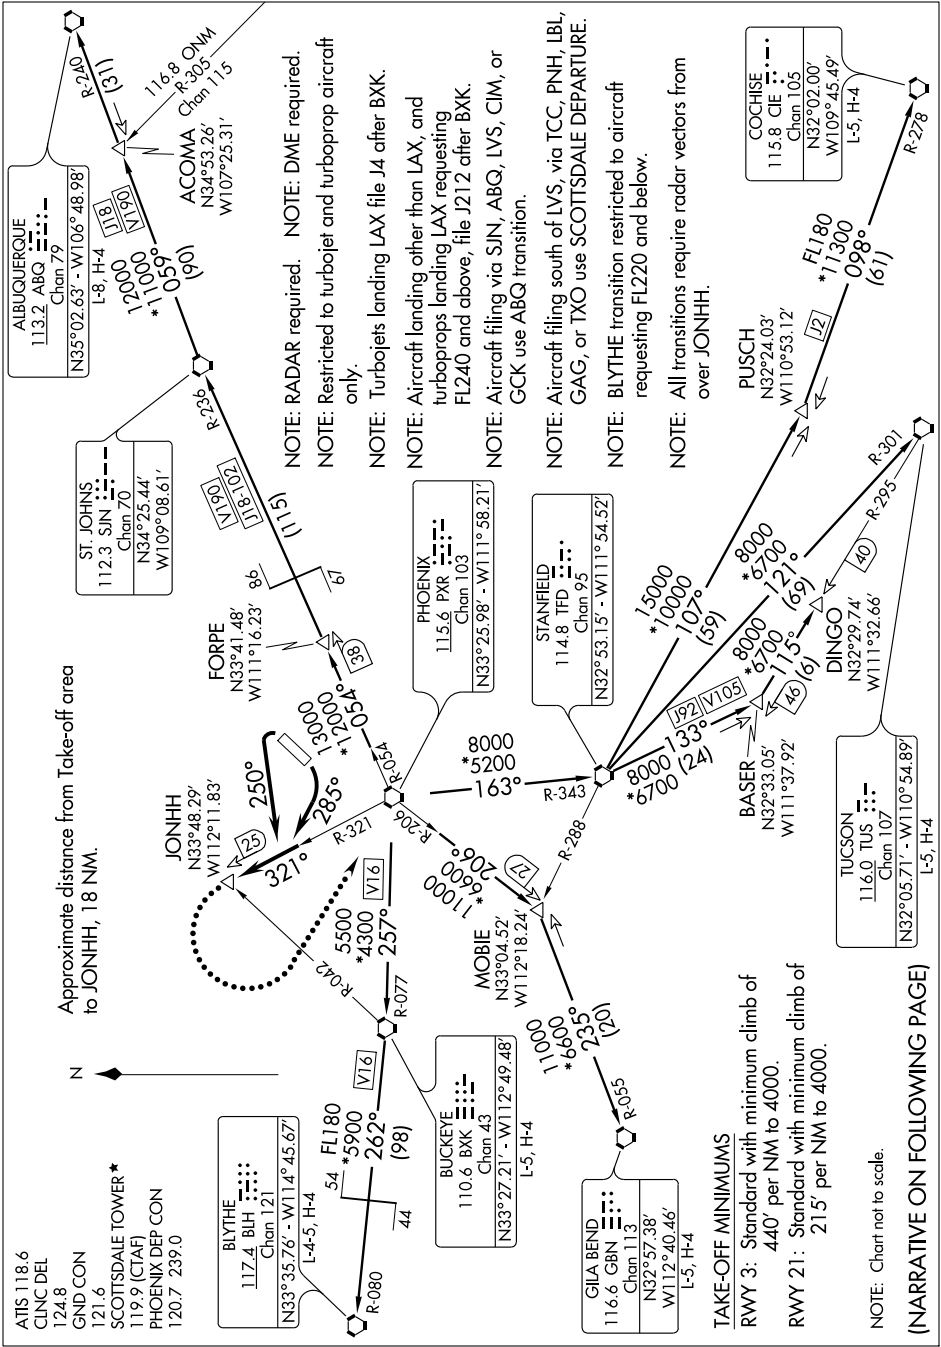 ATIS 118.6
CLNC DEL
124.8
GND CON
121.6
SCOTTSDALE TOWER★
119.9 (CTAF)
PHOENIX DEP CON
120.7 239.0
N
Approximate distance from Take-off area
to JONHH, 18 NM.
ALBUQUERQUE
113.2 ABQ
Chan 79
N35°02.63' - W106°48.98'
L-8, H-4
R-240
(31)
116.8 ONM
R-305
Chan 115
ACOMA
N34°53.26'
W107°25.31'
J18
V190
12000
*11000
059°
(90)
ST. JOHNS
112.3 SJN
Chan 70
N34°25.44'
W109°08.61'
R-236
V190
J18-102
(115)
86
67
FORPE
N33°41.48'
W111°16.23'
38
13000
*12000
054°
R-054
JONHH
N33°48.29'
W112°11.83'
25
250°
285°
321°
R-321
R-042
PHOENIX
115.6 PXR
Chan 103
N33°25.98' - W111°58.21'
V16
5500
*4300
257°
R-077
BLYTHE
117.4 BLH
Chan 121
N33°35.76' - W114°45.67'
L-4-5, H-4
R-080
V16
FL180
*5900
262°
(98)
54
44
BUCKEYE
110.6 BXK
Chan 43
N33°27.21' - W112°49.48'
L-5, H-4
R-206
11000
*6600
206°
27
MOBIE
N33°04.52'
W112°18.24'
R-288
11000
*6600
235°
(20)
R-055
GILA BEND
116.6 GBN
Chan 113
N32°57.38'
W112°40.46'
L-5, H-4
8000
*5200
163°
R-343
STANFIELD
114.8 TFD
Chan 95
N32°53.15' - W111°54.52'
15000
*10000
107°
(59)
PUSCH
N32°24.03'
W110°53.12'
J2
FL180
*11300
098°
(61)
R-278
COCHISE
115.8 CIE
Chan 105
N32°02.00'
W109°45.49'
L-5, H-4
8000
*6700
121°
(69)
R-301
R-295
40
8000
*6700
115°
(6)
46
DINGO
N32°29.74'
W111°32.66'
J92
V105
133°
8000
*6700
(24)
BASER
N32°33.05'
W111°37.92'
TUCSON
116.0 TUS
Chan 107
N32°05.71' - W110°54.89'
L-5, H-4
NOTE: RADAR required. NOTE: DME required.
NOTE: Restricted to turbojet and turboprop aircraft
only.
NOTE: Turbojets landing LAX file J4 after BXK.
NOTE: Aircraft landing other than LAX, and
turboprops landing LAX requesting
FL240 and above, file J212 after BXK.
NOTE: Aircraft filing via SJN, ABQ, LVS, CIM, or
GCK use ABQ transition.
NOTE: Aircraft filing south of LVS, via TCC, PNH, LBL,
GAG, or TXO use SCOTTSDALE DEPARTURE.
NOTE: BLYTHE transition restricted to aircraft
requesting FL220 and below.
NOTE: All transitions require radar vectors from
over JONHH.
TAKE-OFF MINIMUMS
RWY 3: Standard with minimum climb of
440' per NM to 4000.
RWY 21: Standard with minimum climb of
215' per NM to 4000.
NOTE: Chart not to scale.
(NARRATIVE ON FOLLOWING PAGE)